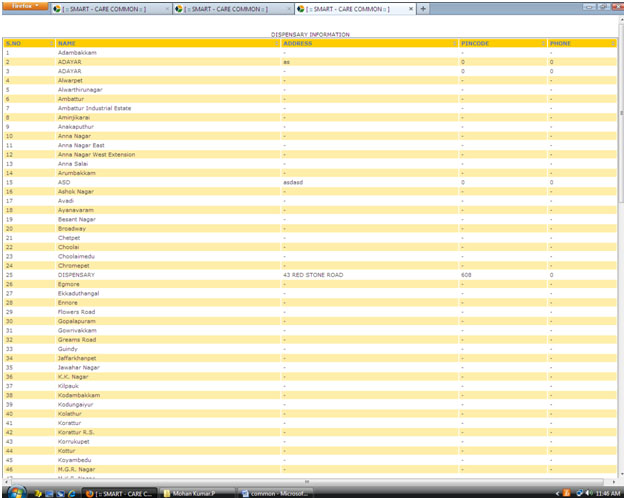 Firefox
[ :: SMART - CARE COMMON :: ] × [ :: SMART - CARE COMMON :: ] × [ :: SMART - CARE COMMON :: ] × +
DISPENSARY INFORMATION
S.NO NAME ADDRESS PINCODE PHONE
1 Adambakkam - - -
2 ADAYAR as 0 0
3 ADAYAR - 0 0
4 Alwarpet - - -
5 Alwarthirunagar - - -
6 Ambattur - - -
7 Ambattur Industrial Estate - - -
8 Aminjikarai - - -
9 Anakaputhur - - -
10 Anna Nagar - - -
11 Anna Nagar East - - -
12 Anna Nagar West Extension - - -
13 Anna Salai - - -
14 Arumbakkam - - -
15 ASD asdasd 0 0
16 Ashok Nagar - - -
17 Avadi - - -
18 Ayanavaram - - -
19 Besant Nagar - - -
20 Broadway - - -
21 Chetpet - - -
22 Choolai - - -
23 Choolaimedu - - -
24 Chromepet - - -
25 DISPENSARY 43 RED STONE ROAD 608 0
26 Egmore - - -
27 Ekkaduthangal - - -
28 Ennore - - -
29 Flowers Road - - -
30 Gopalapuram - - -
31 Gowrivakkam - - -
32 Greams Road - - -
33 Guindy - - -
34 Jaffarkhanpet - - -
35 Jawahar Nagar - - -
36 K.K. Nagar - - -
37 Kilpauk - - -
38 Kodambakkam - - -
39 Kodungaiyur - - -
40 Kolathur - - -
41 Korattur - - -
42 Korattur R.S. - - -
43 Korrukupet - - -
44 Kottur - - -
45 Koyambedu - - -
46 M.G.R. Nagar - - -
[ :: SMART - CARE C... Mohan Kumar.P common - Microsof... 11:46 AM